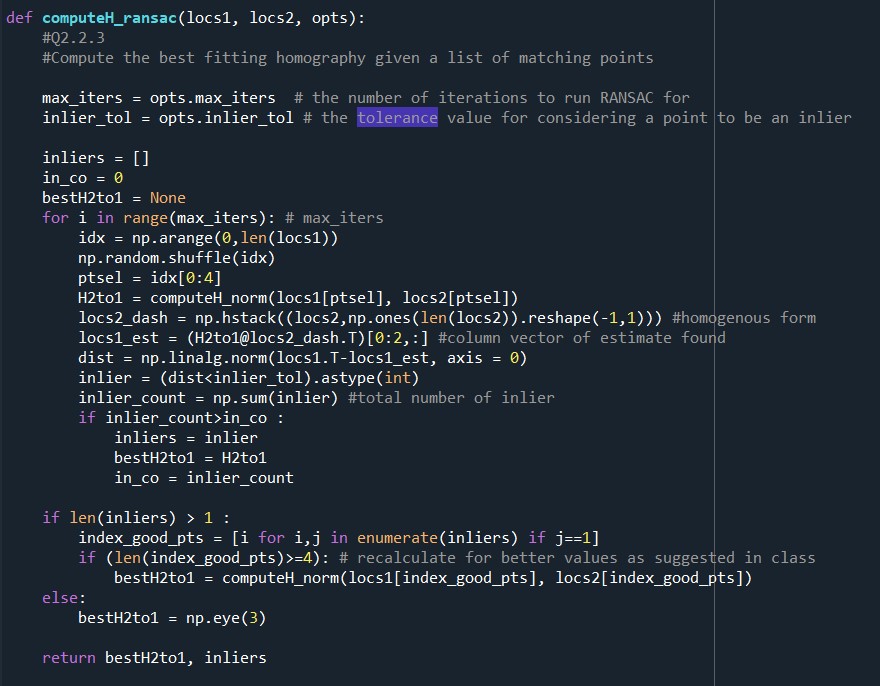 def computeH_ransac(locs1, locs2, opts):
    #Q2.2.3
    #Compute the best fitting homography given a list of matching points

    max_iters = opts.max_iters  # the number of iterations to run RANSAC for
    inlier_tol = opts.inlier_tol # the tolerance value for considering a point to be an inlier

    inliers = []
    in_co = 0
    bestH2to1 = None
    for i in range(max_iters): # max_iters
        idx = np.arange(0,len(locs1))
        np.random.shuffle(idx)
        ptsel = idx[0:4]
        H2to1 = computeH_norm(locs1[ptsel], locs2[ptsel])
        locs2_dash = np.hstack((locs2,np.ones(len(locs2)).reshape(-1,1))) #homogenous form
        locs1_est = (H2to1@locs2_dash.T)[0:2,:] #column vector of estimate found
        dist = np.linalg.norm(locs1.T-locs1_est, axis = 0)
        inlier = (dist<inlier_tol).astype(int)
        inlier_count = np.sum(inlier) #total number of inlier
        if inlier_count>in_co :
            inliers = inlier
            bestH2to1 = H2to1
            in_co = inlier_count

    if len(inliers) > 1 :
        index_good_pts = [i for i,j in enumerate(inliers) if j==1]
        if (len(index_good_pts)>=4): # recalculate for better values as suggested in class
            bestH2to1 = computeH_norm(locs1[index_good_pts], locs2[index_good_pts])
    else:
        bestH2to1 = np.eye(3)

    return bestH2to1, inliers